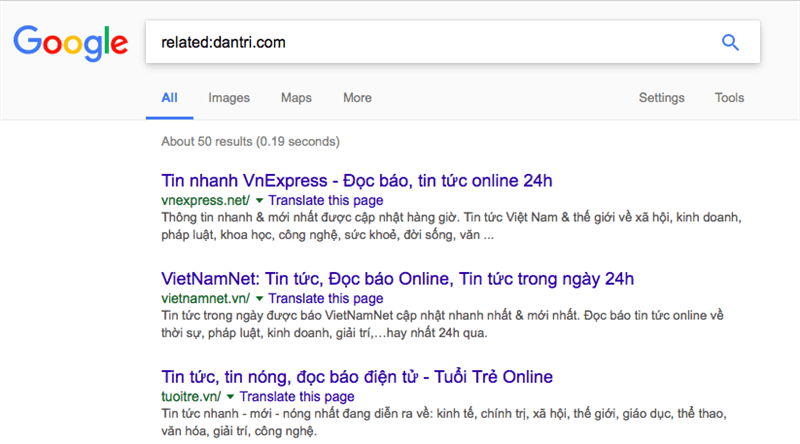 Google
related:dantri.com
All Images Maps More Settings Tools
About 50 results (0.19 seconds)
Tin nhanh VnExpress - Đọc báo, tin tức online 24h
vnexpress.net/ Translate this page
Thông tin nhanh & mới nhất được cập nhật hàng giờ. Tin tức Việt Nam & thế giới về xã hội, kinh doanh,
pháp luật, khoa học, công nghệ, sức khoẻ, đời sống, văn ...
VietNamNet: Tin tức, Đọc báo Online, Tin tức trong ngày 24h
vietnamnet.vn/ Translate this page
Tin tức trong ngày được báo VietNamNet cập nhật nhanh nhất & mới nhất. Đọc báo tin tức online về
thời sự, pháp luật, kinh doanh, giải trí,…hay nhất 24h qua.
Tin tức, tin nóng, đọc báo điện tử - Tuổi Trẻ Online
tuoitre.vn/ Translate this page
Tin tức nhanh - mới - nóng nhất đang diễn ra về: kinh tế, chính trị, xã hội, thế giới, giáo dục, thể thao,
văn hóa, giải trí, công nghệ.